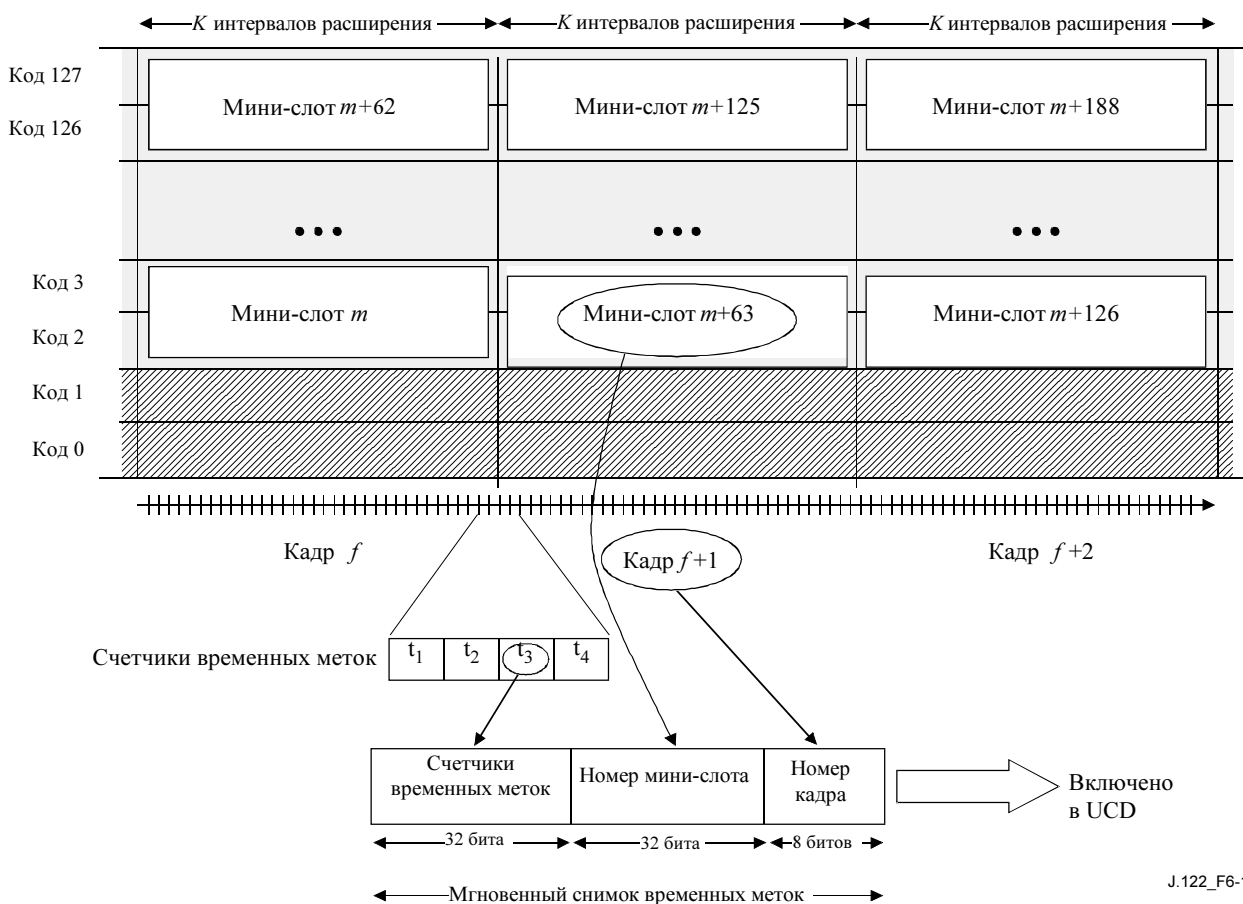 K интервалов расширения K интервалов расширения K интервалов расширения
Код 127
Мини-слот m+62 Мини-слот m+125 Мини-слот m+188
Код 126
Код 3
Мини-слот m Мини-слот m+63 Мини-слот m+126
Код 2
Код 1
Код 0
Кадр f Кадр f+1 Кадр f+2
Счетчики временных меток t1 t2 t3 t4
Счетчики временных меток
Номер мини-слота
Номер кадра
Включено
в UCD
32 бита 32 бита 8 битов
Мгновенный снимок временных меток
J.122_F6-1